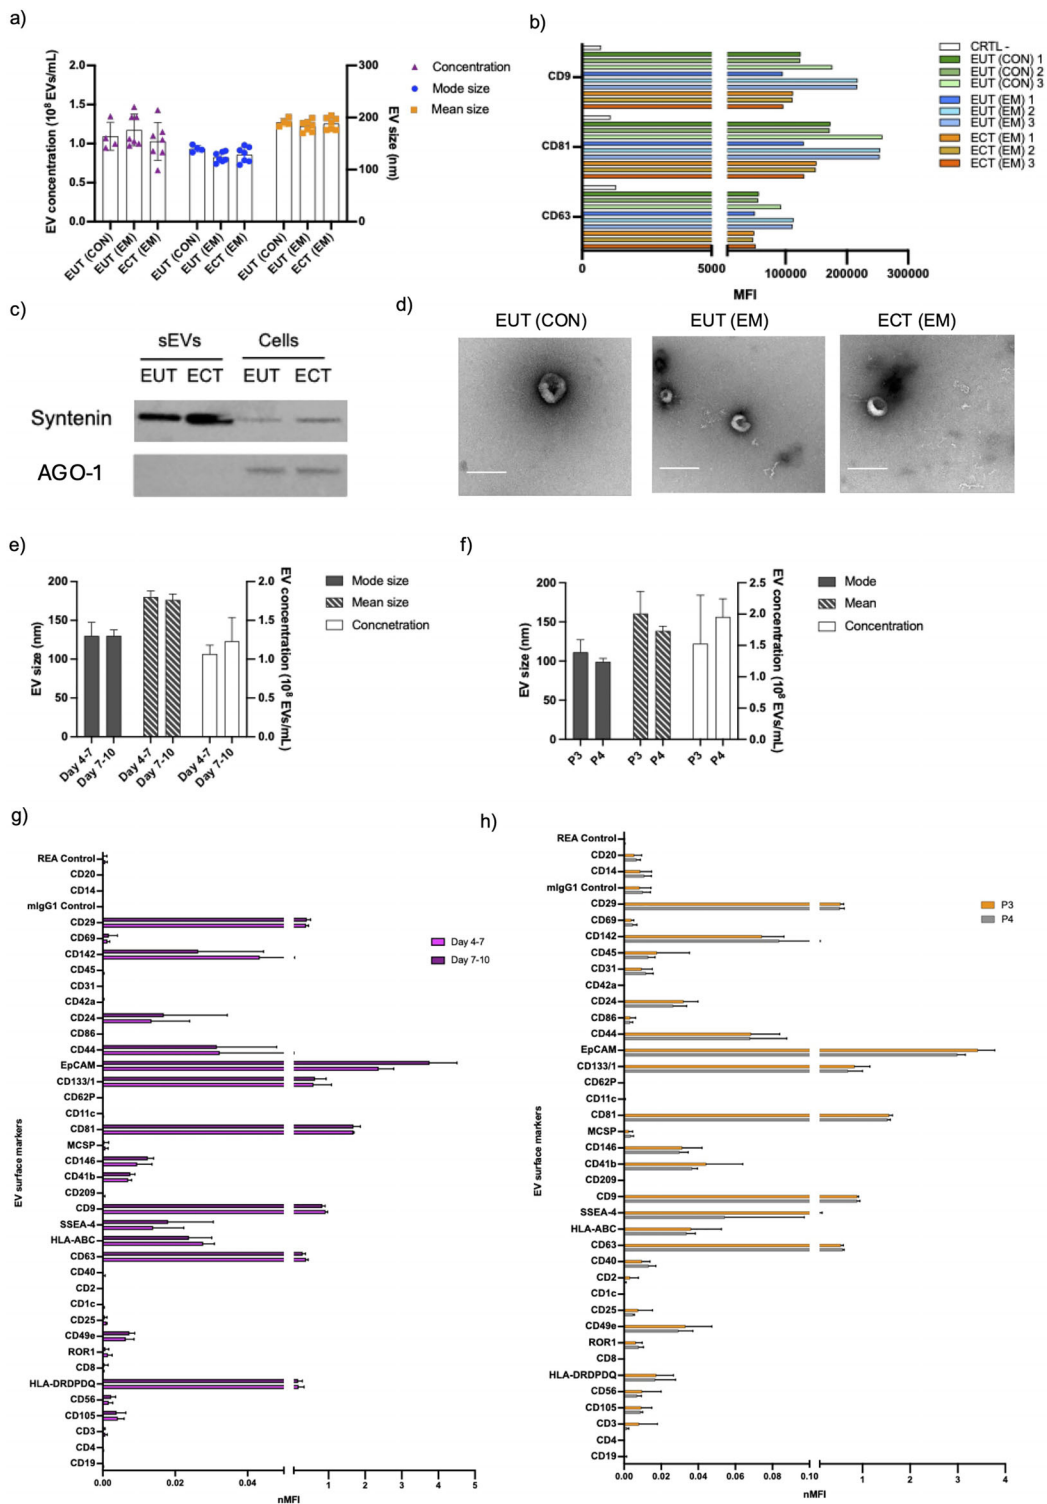 a)
EV concentration (10⁸ EVs/mL)
2.0
1.5
1.0
0.5
0.0
300
200
100
0
EV size (nm)
Concentration
Mode size
Mean size
EUT (CON)
EUT (EM)
ECT (EM)
EUT (CON)
EUT (EM)
ECT (EM)
EUT (CON)
EUT (EM)
ECT (EM)
b)
CD9
CD81
CD63
0
5000
100000
200000
300000
MFI
CRTL -
EUT (CON) 1
EUT (CON) 2
EUT (CON) 3
EUT (EM) 1
EUT (EM) 2
EUT (EM) 3
ECT (EM) 1
ECT (EM) 2
ECT (EM) 3
c)
sEVs Cells
EUT ECT EUT ECT
Syntenin
AGO-1
d)
EUT (CON)
EUT (EM)
ECT (EM)
e)
EV size (nm)
200
150
100
50
0
2.0
1.5
1.0
0.5
0.0
EV concentration (10⁸ EVs/mL)
Mode size
Mean size
Concnetration
Day 4-7
Day 7-10
Day 4-7
Day 7-10
Day 4-7
Day 7-10
f)
EV size (nm)
200
150
100
50
0
2.5
2.0
1.5
1.0
0.5
0.0
EV concentration (10⁸ EVs/mL)
Mode
Mean
Concentration
P3
P4
P3
P4
P3
P4
g)
EV surface markers
REA Control
CD20
CD14
mIgG1 Control
CD29
CD69
CD142
CD45
CD31
CD42a
CD24
CD86
CD44
EpCAM
CD133/1
CD62P
CD11c
CD81
MCSP
CD146
CD41b
CD209
CD9
SSEA-4
HLA-ABC
CD63
CD40
CD2
CD1c
CD25
CD49e
ROR1
CD8
HLA-DRDPDQ
CD56
CD105
CD3
CD4
CD19
0.00
0.02
0.04
1
2
3
4
5
nMFI
Day 4-7
Day 7-10
h)
EV surface markers
REA Control
CD20
CD14
mIgG1 Control
CD29
CD69
CD142
CD45
CD31
CD42a
CD24
CD86
CD44
EpCAM
CD133/1
CD62P
CD11c
CD81
MCSP
CD146
CD41b
CD209
CD9
SSEA-4
HLA-ABC
CD63
CD40
CD2
CD1c
CD25
CD49e
ROR1
CD8
HLA-DRDPDQ
CD56
CD105
CD3
CD4
CD19
0.00
0.02
0.04
0.06
0.08
0.10
1
2
3
4
nMFI
P3
P4